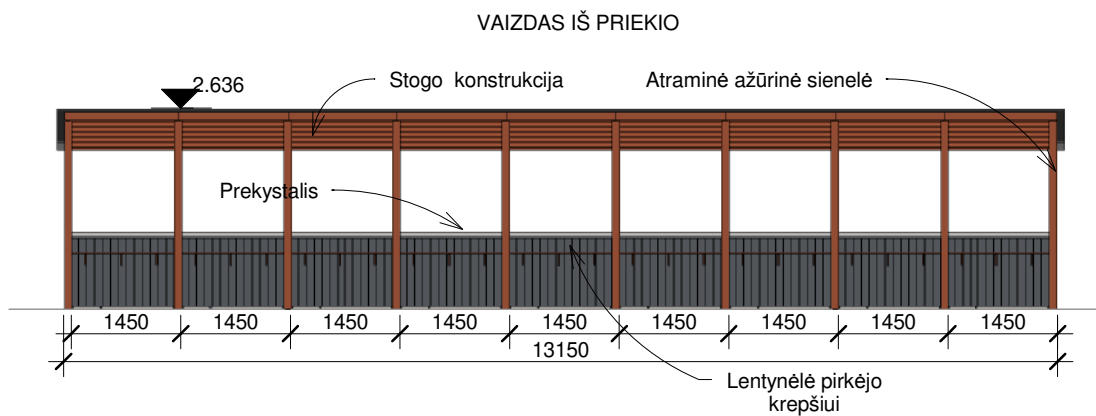 VAIZDAS IŠ PRIEKIO
2.636
Stogo konstrukcija
Atraminė ažūrinė sienelė
Prekystalis
1450 1450 1450 1450 1450 1450 1450 1450 1450
13150
Lentynėlė pirkėjo
krepšiui